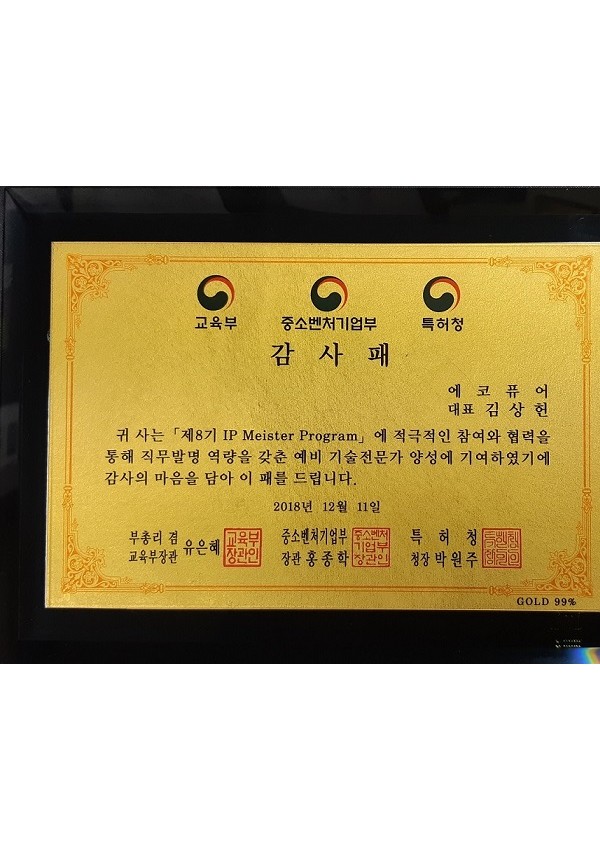 교육부 중소벤처기업부 특허청
감 사 패
에 코 퓨 어
대표 김 상 헌
귀 사는 「제8기 IP Meister Program」에 적극적인 참여와 협력을
통해 직무발명 역량을 갖춘 예비 기술전문가 양성에 기여하였기에
감사의 마음을 담아 이 패를 드립니다.
2018년 12월 11일
부총리 겸 중소벤처기업부 특 허 청
교육부장관 유은혜 장관 홍종학 청장 박원주
교육부 장관인
중소벤처 기업부 장관인
GOLD 99%